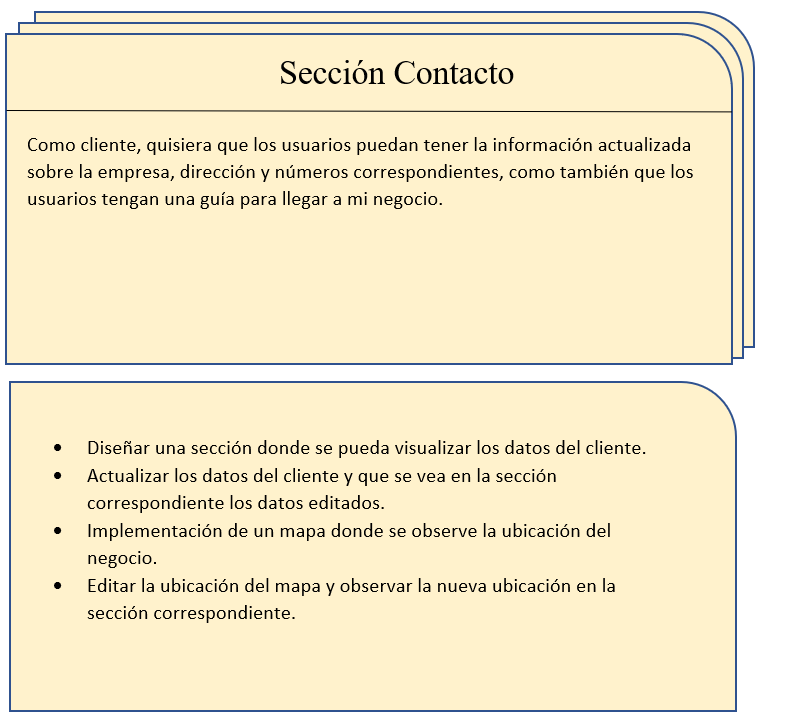 Sección Contacto
Como cliente, quisiera que los usuarios puedan tener la información actualizada
sobre la empresa, dirección y números correspondientes, como también que los
usuarios tengan una guía para llegar a mi negocio.
• Diseñar una sección donde se pueda visualizar los datos del cliente.
• Actualizar los datos del cliente y que se vea en la sección
correspondiente los datos editados.
• Implementación de un mapa donde se observe la ubicación del
negocio.
• Editar la ubicación del mapa y observar la nueva ubicación en la
sección correspondiente.